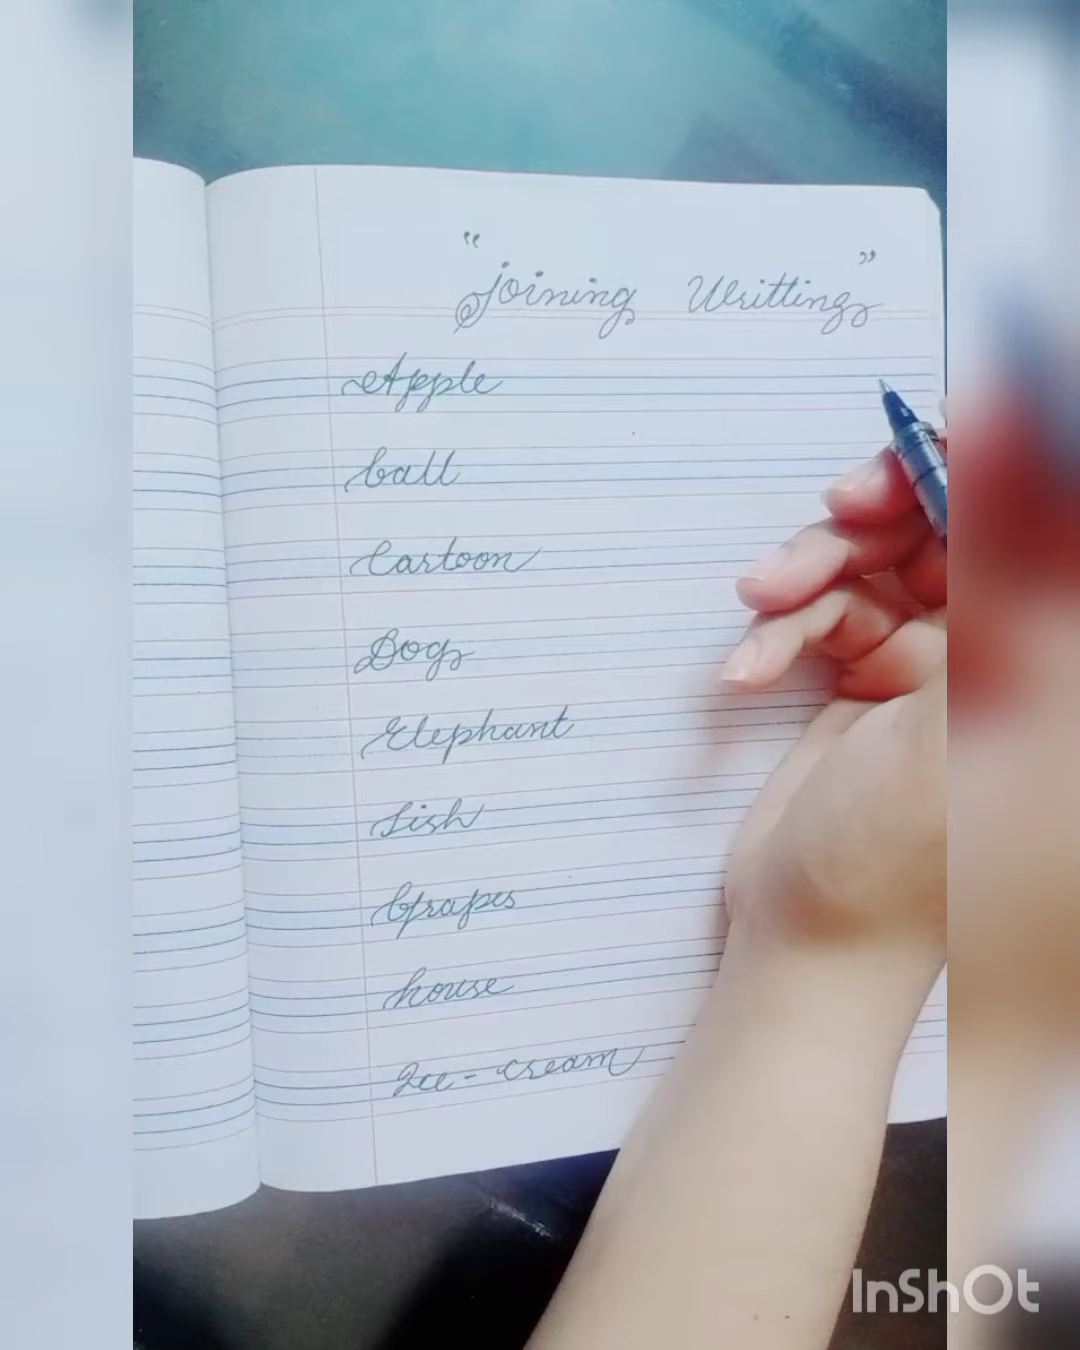 "Joining Writting"
Apple
ball
Cartoon
Dog
Elephant
Fish
Grapes
house
Ice-cream
InShOt